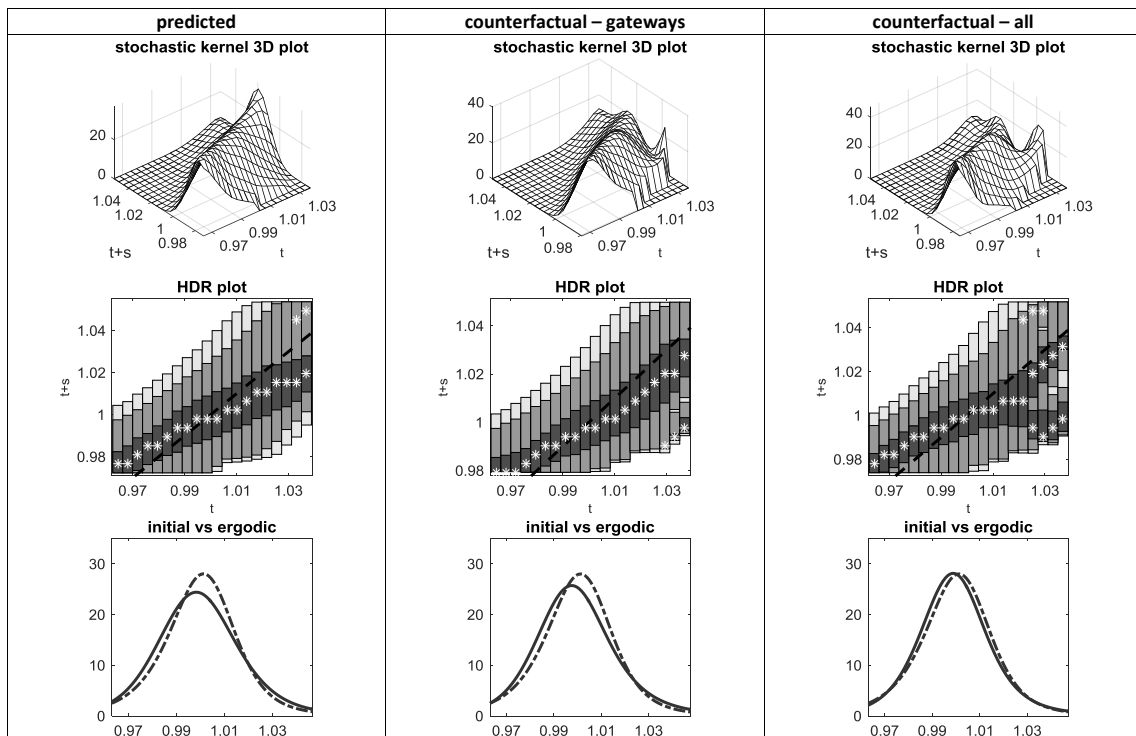 predicted
counterfactual – gateways
counterfactual – all
stochastic kernel 3D plot
20
0
1.04
1.02
1
0.98
t+s
0.97
0.99
1.01
1.03
t
stochastic kernel 3D plot
40
20
0
1.04
1.02
1
0.98
t+s
0.97
0.99
1.01
1.03
t
stochastic kernel 3D plot
40
20
0
1.04
1.02
1
0.98
t+s
0.97
0.99
1.01
1.03
t
HDR plot
1.04
1.02
1
0.98
t+s
0.97 0.99 1.01 1.03
t
HDR plot
1.04
1.02
1.00
0.98
t+s
0.97 0.99 1.01 1.03
t
HDR plot
1.04
1.02
1.00
0.98
t+s
0.97 0.99 1.01 1.03
t
initial vs ergodic
30
20
10
0
0.97 0.99 1.01 1.03
initial vs ergodic
30
20
10
0
0.97 0.99 1.01 1.03
initial vs ergodic
30
20
10
0
0.97 0.99 1.01 1.03